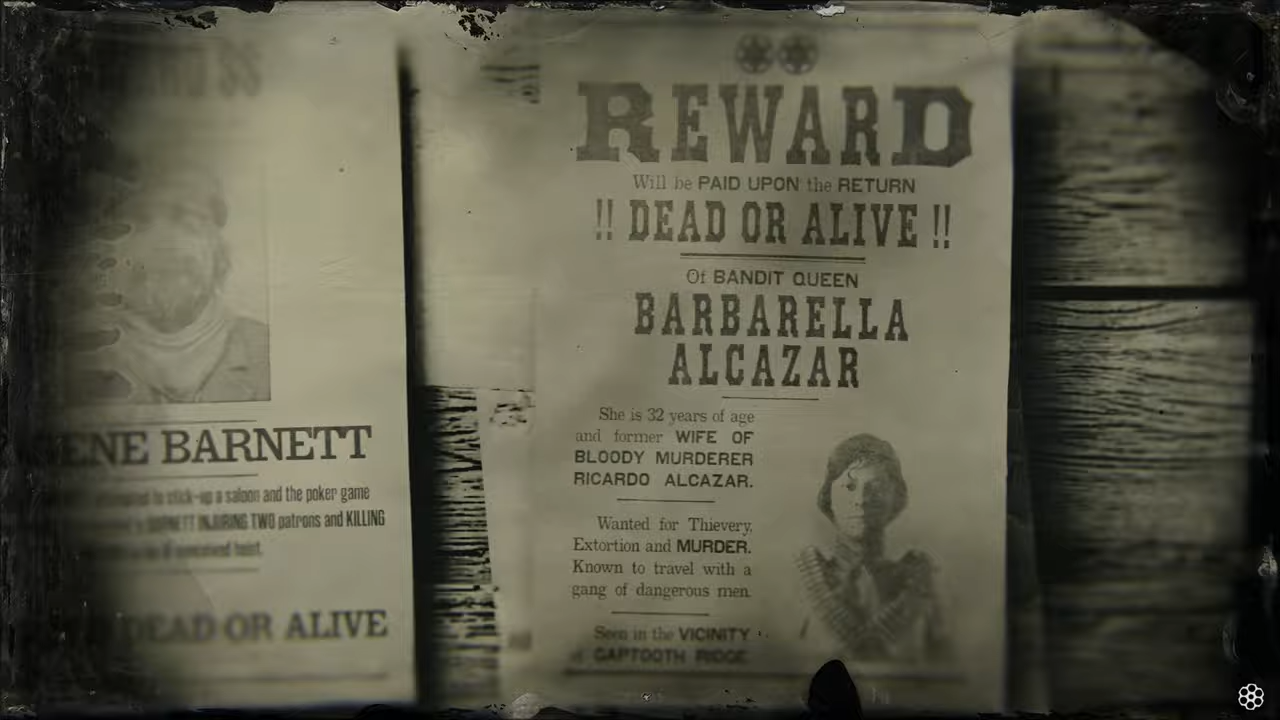 ENE BARNETT
to stick-up a saloon and the poker game
BARNETT INJURING TWO patrons and KILLING
DEAD OR ALIVE
REWARD
Will be PAID UPON the RETURN
!! DEAD OR ALIVE !!
Of BANDIT QUEEN
BARBARELLA
ALCAZAR
She is 32 years of age
and former WIFE OF
BLOODY MURDERER
RICARDO ALCAZAR.
Wanted for Thievery,
Extortion and MURDER.
Known to travel with a
gang of dangerous men.
Seen in the VICINITY
of GAPTOOTH RIDGE.